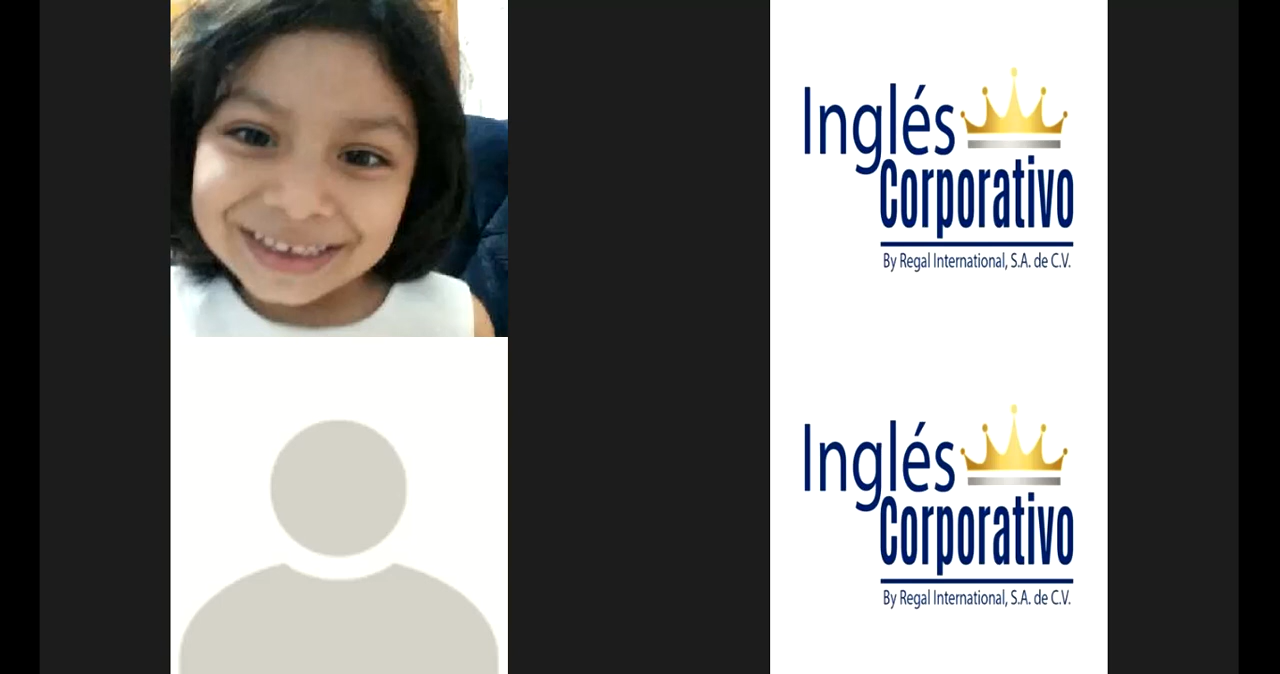 Inglés
Corporativo
By Regal International, S.A. de C.V.
Inglés
Corporativo
By Regal International, S.A. de C.V.